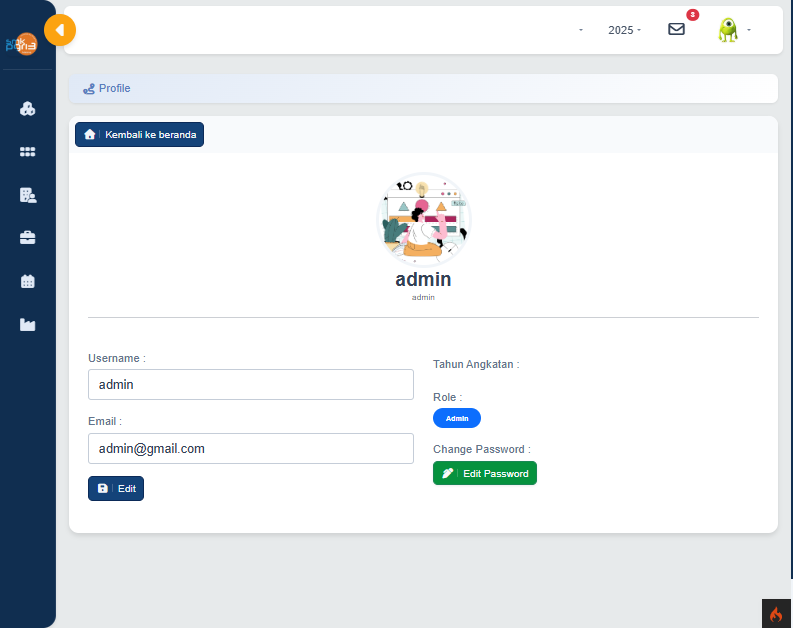 -
2025 -
3
-
Profile
Kembali ke beranda
admin
admin
Username :
admin
Email :
admin@gmail.com
Edit
Tahun Angkatan :
Role :
Admin
Change Password :
Edit Password